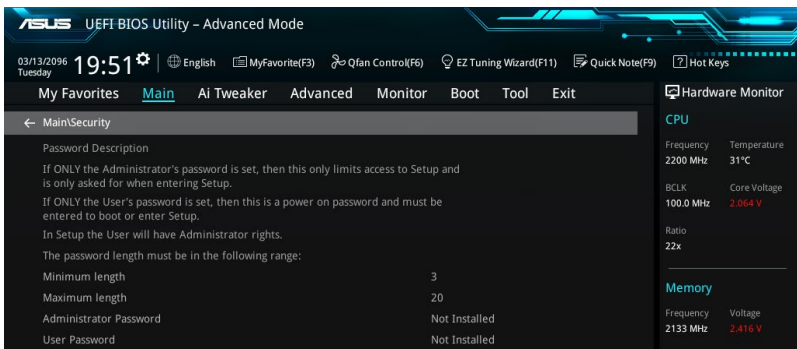 ASUS UEFI BIOS Utility – Advanced Mode
03/13/2096
Tuesday
19:51
English
MyFavorite(F3)
Qfan Control(F6)
EZ Tuning Wizard(F11)
Quick Note(F9)
? Hot Keys
My Favorites Main Ai Tweaker Advanced Monitor Boot Tool Exit
← Main\Security
Password Description
If ONLY the Administrator's password is set, then this only limits access to Setup and
is only asked for when entering Setup.
If ONLY the User's password is set, then this is a power on password and must be
entered to boot or enter Setup.
In Setup the User will have Administrator rights.
The password length must be in the following range:
Minimum length 3
Maximum length 20
Administrator Password Not Installed
User Password Not Installed
Hardware Monitor
CPU
Frequency Temperature
2200 MHz 31°C
BCLK Core Voltage
100.0 MHz 2.064 V
Ratio
22x
Memory
Frequency Voltage
2133 MHz 2.416 V